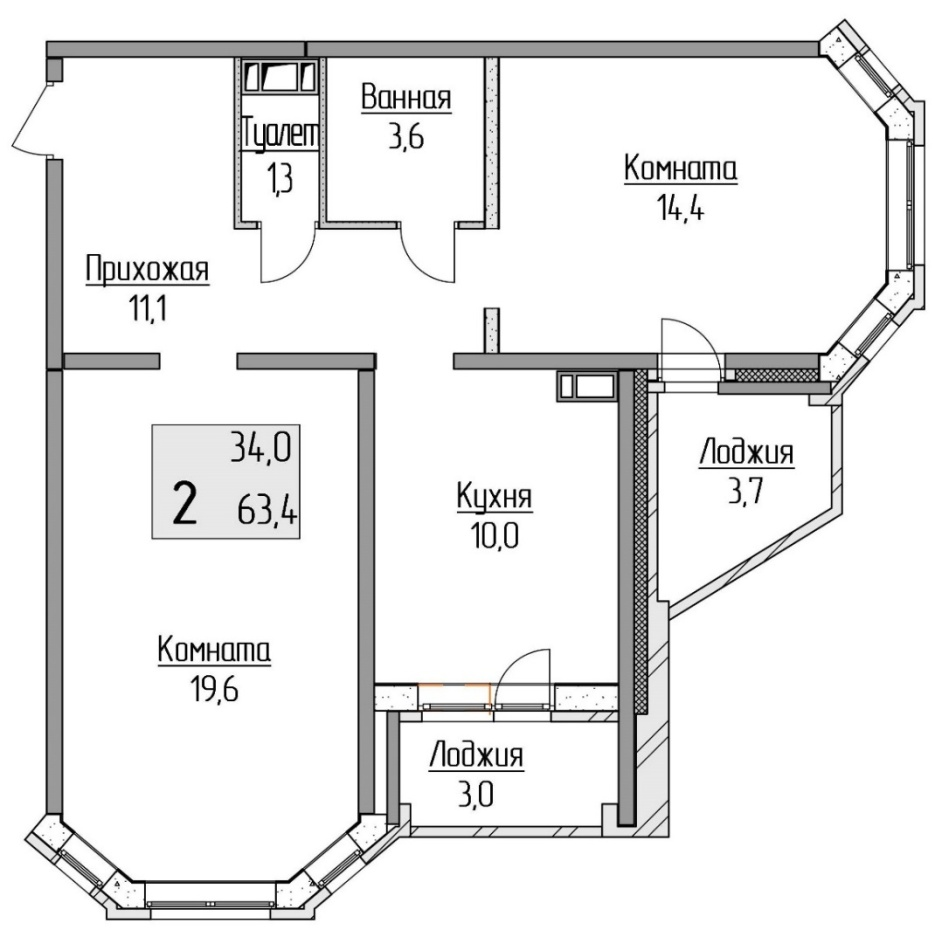 Ванная
3,6
Туалет
1,3
Комната
14,4
Прихожая
11,1
34,0
2
63,4
Лоджия
3,7
Кухня
10,0
Комната
19,6
Лоджия
3,0